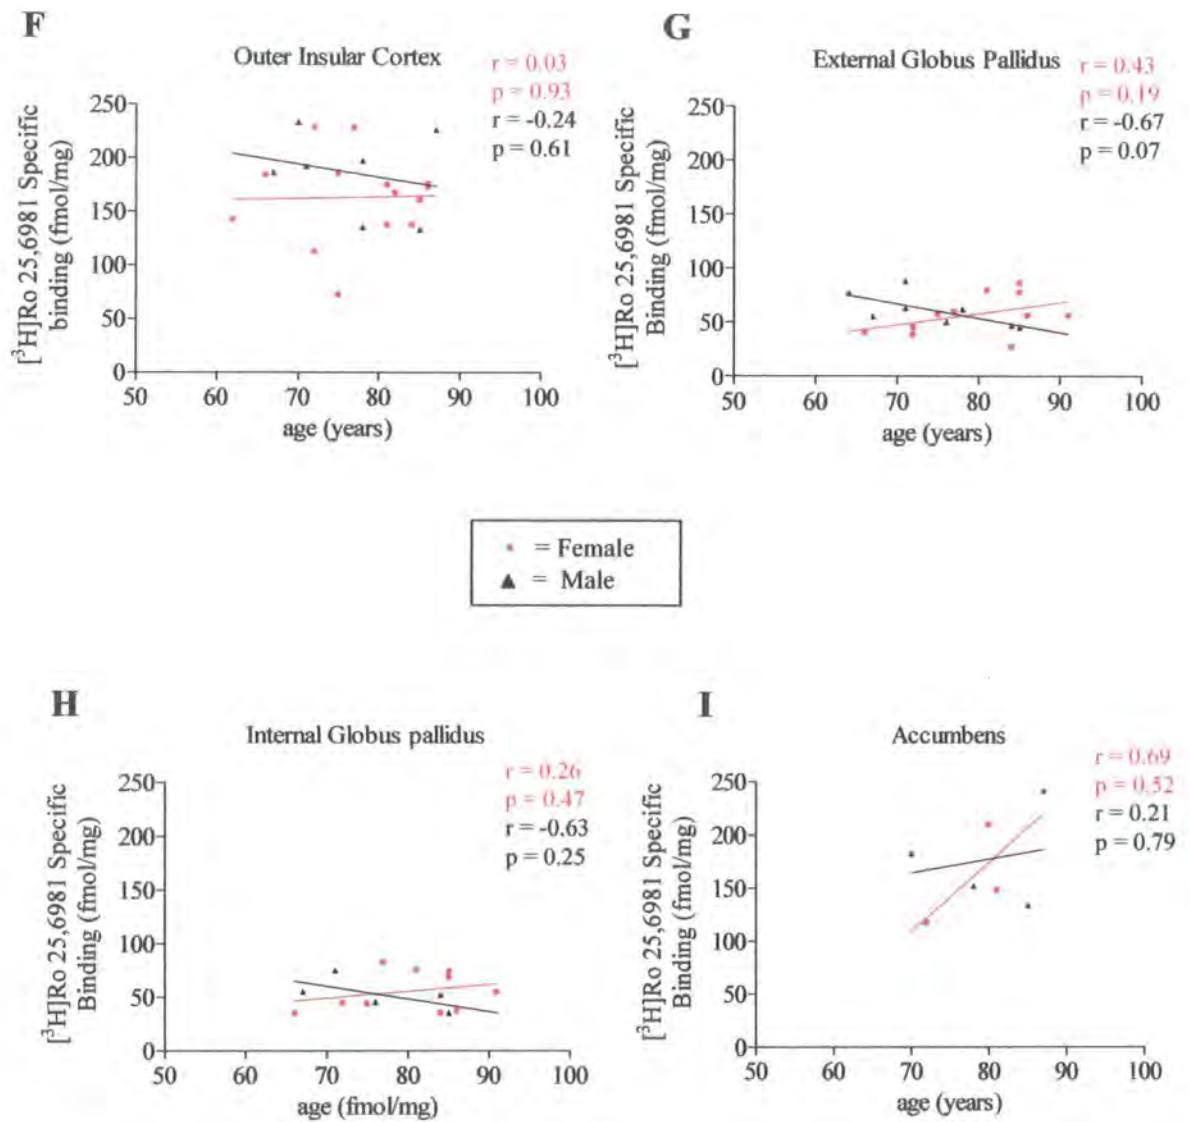 F
Outer Insular Cortex
r = 0.03
p = 0.93
r = -0.24
p = 0.61
[³H]Ro 25,6981 Specific
binding (fmol/mg)
250
200
150
100
50
0
50 60 70 80 90 100
age (years)
G
External Globus Pallidus
r = 0.43
p = 0.19
r = -0.67
p = 0.07
[³H]Ro 25,6981 Specific
Binding (fmol/mg)
250
200
150
100
50
0
50 60 70 80 90 100
age (years)
= Female
= Male
H
Internal Globus pallidus
r = 0.26
p = 0.47
r = -0.63
p = 0.25
[³H]Ro 25,6981 Specific
Binding (fmol/mg)
250
200
150
100
50
0
50 60 70 80 90 100
age (fmol/mg)
I
Accumbens
r = 0.69
p = 0.52
r = 0.21
p = 0.79
[³H]Ro 25,6981 Specific
Binding (fmol/mg)
250
200
150
100
50
0
50 60 70 80 90 100
age (years)